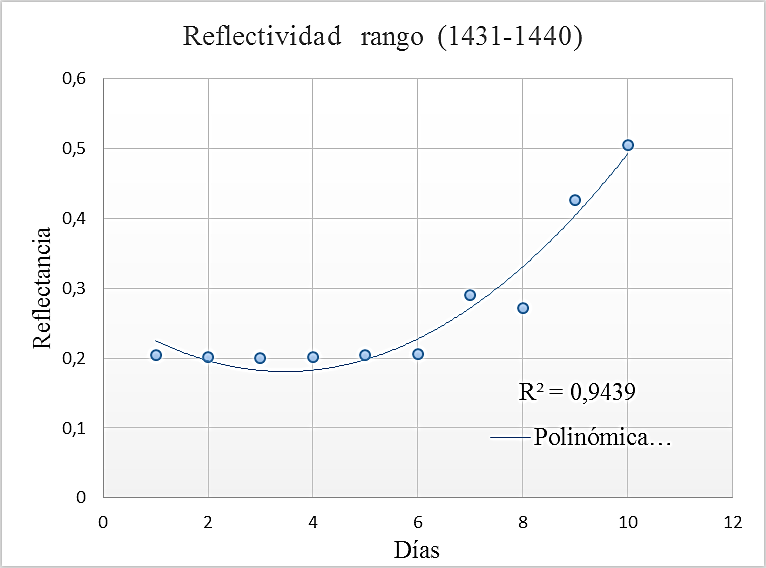 Reflectividad rango (1431-1440)
0,6
0,5
0,4
0,3
0,2
0,1
0
Reflectancia
R² = 0,9439
Polinómica…
0 2 4 6 8 10 12
Días